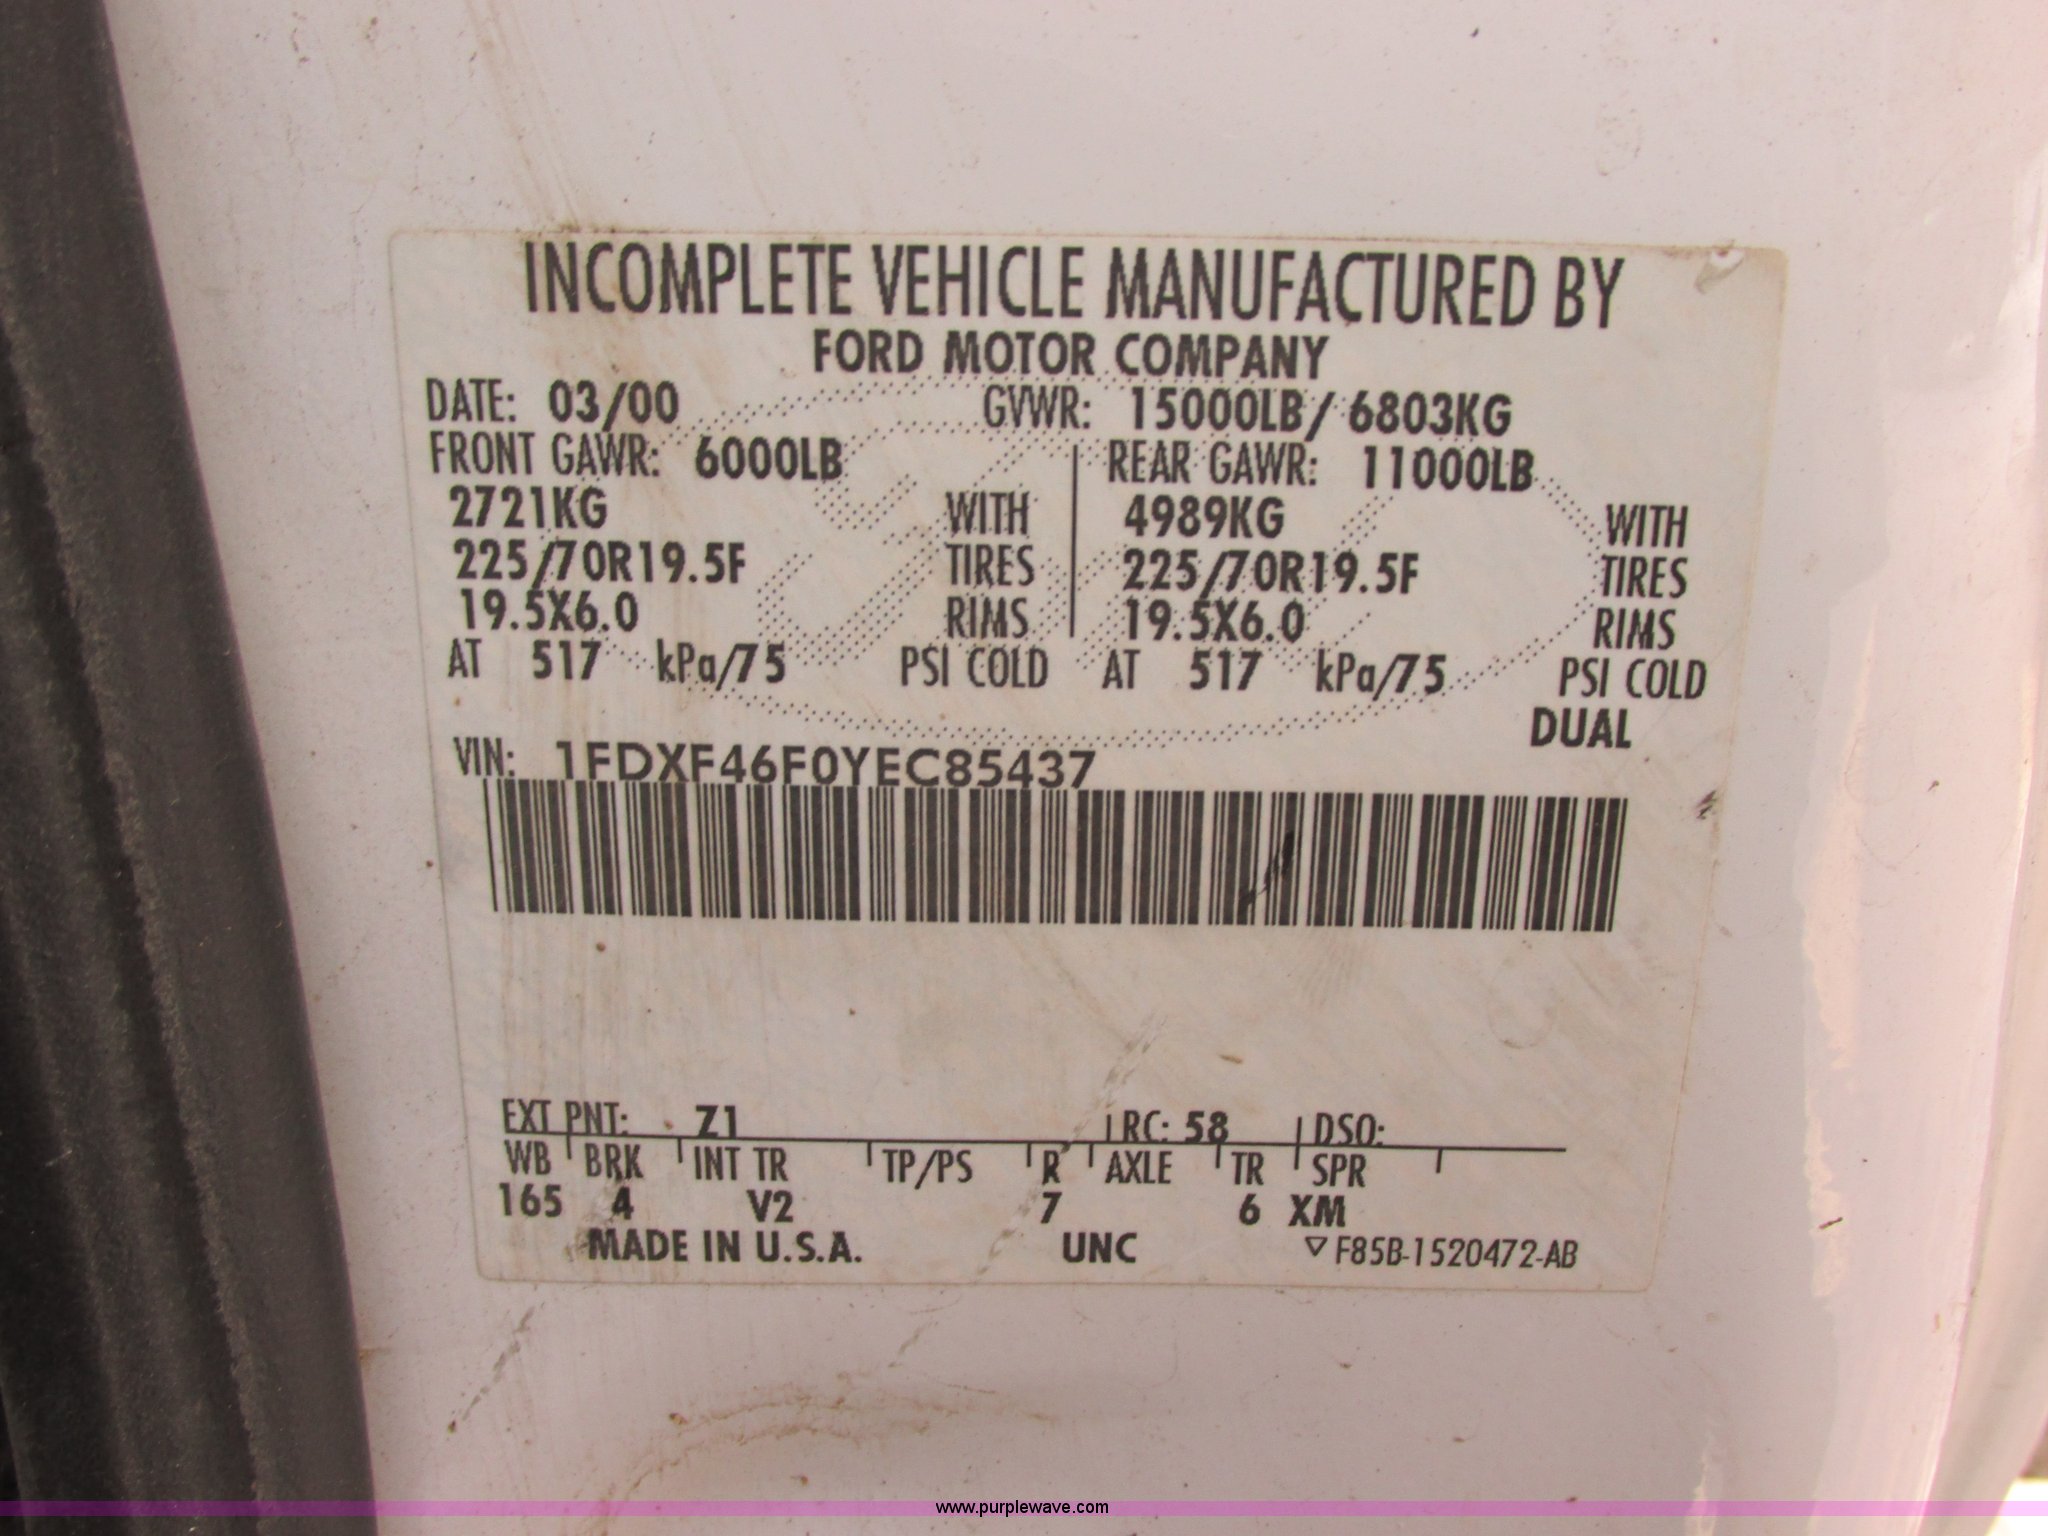 INCOMPLETE VEHICLE MANUFACTURED BY
FORD MOTOR COMPANY
DATE: 03/00 GVWR: 15000LB/ 6803KG
FRONT GAWR: 6000LB REAR GAWR: 11000LB
2721KG WITH 4989KG WITH
225/70R19.5F TIRES 225/70R19.5F TIRES
19.5X6.0 RIMS 19.5X6.0 RIMS
AT 517 kPa/75 PSI COLD AT 517 kPa/75 PSI COLD
DUAL
VIN: 1FDXF46F0YEC85437
EXT PNT: Z1 RC: 58 DSO:
WB BRK INT TR TP/PS R AXLE TR SPR
165 4 V2 7 6 XM
MADE IN U.S.A. UNC ▽ F85B-1520472-AB
www.purplewave.com